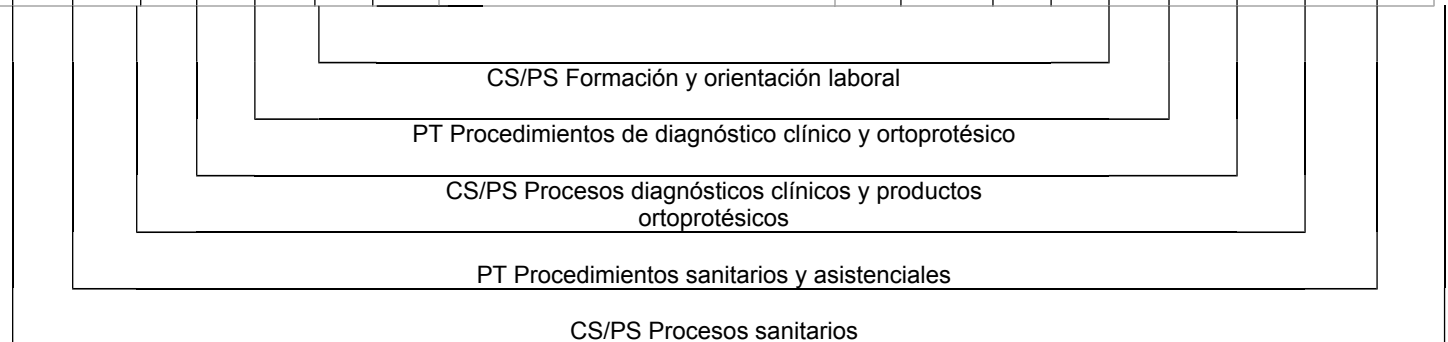 CS/PS Formación y orientación laboral
PT Procedimientos de diagnóstico clínico y ortoprotésico
CS/PS Procesos diagnósticos clínicos y productos
ortoprotésicos
PT Procedimientos sanitarios y asistenciales
CS/PS Procesos sanitarios